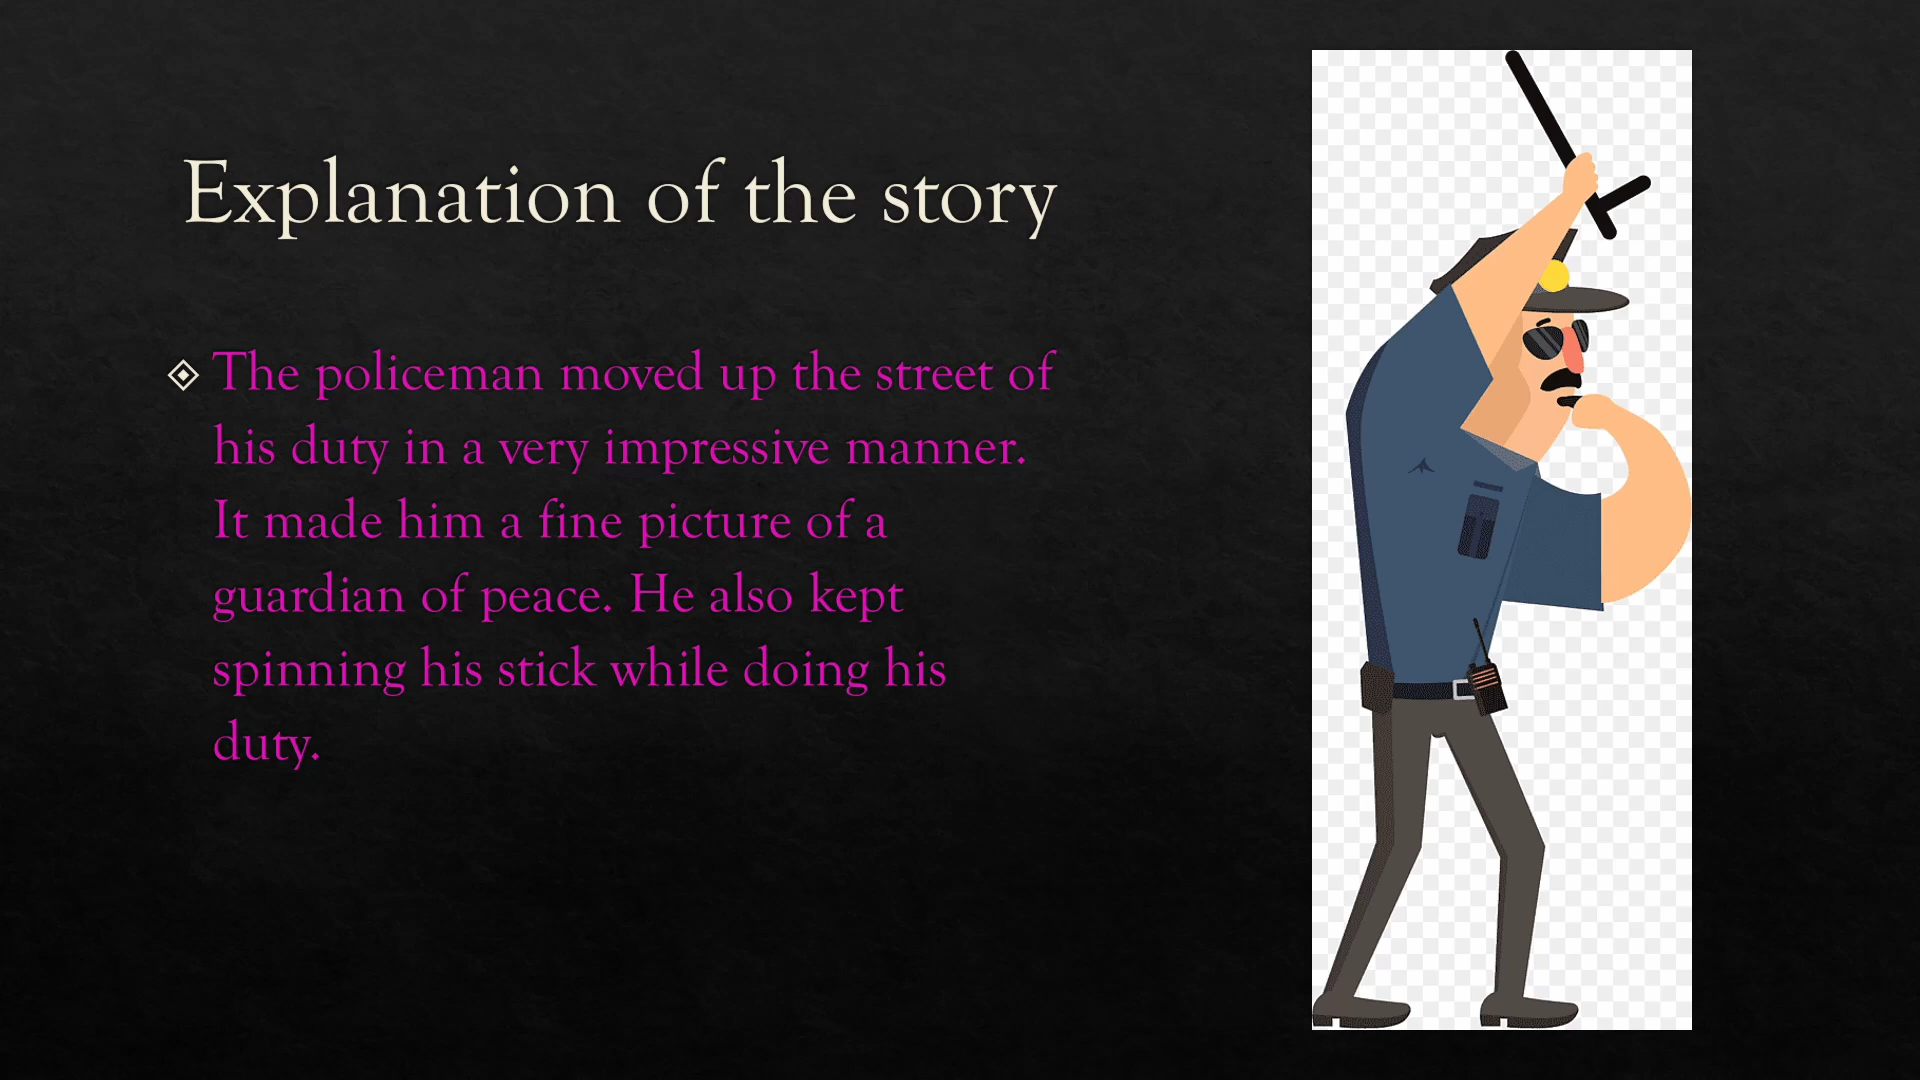 Explanation of the story
The policeman moved up the street of
his duty in a very impressive manner.
It made him a fine picture of a
guardian of peace. He also kept
spinning his stick while doing his
duty.